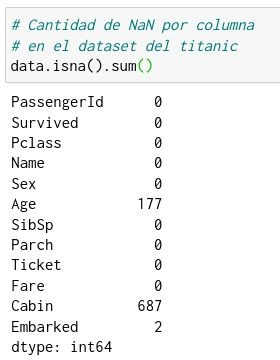 # Cantidad de NaN por columna
# en el dataset del titanic
data.isna().sum()
PassengerId 0
Survived 0
Pclass 0
Name 0
Sex 0
Age 177
SibSp 0
Parch 0
Ticket 0
Fare 0
Cabin 687
Embarked 2
dtype: int64